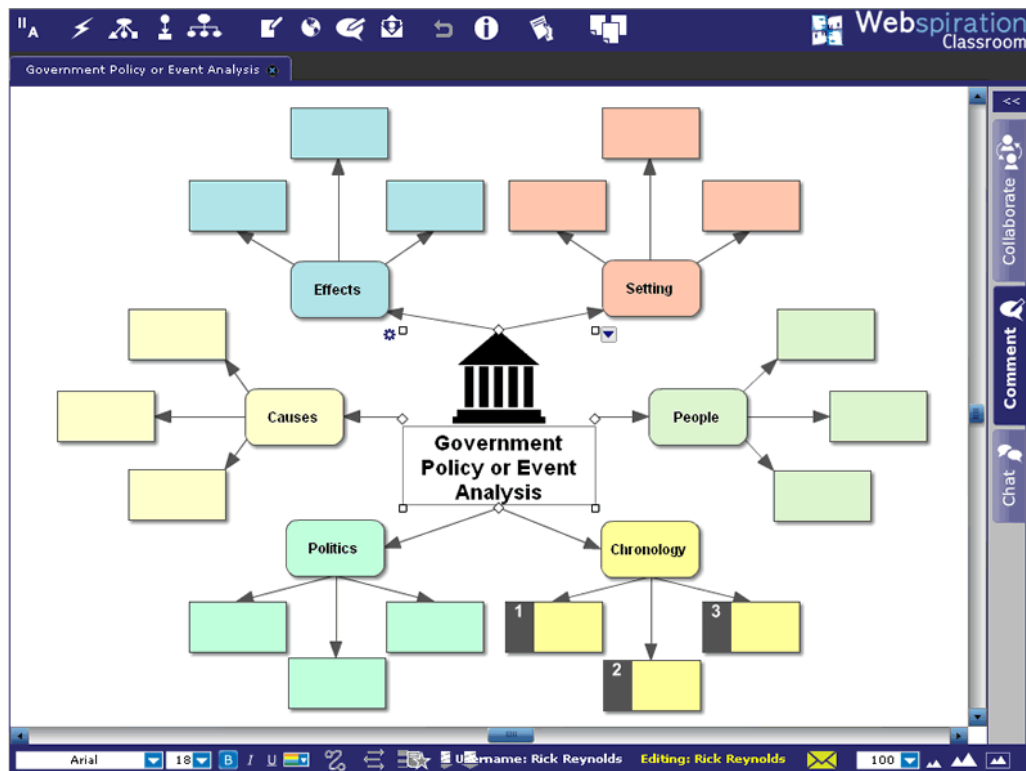 II A
Webspiration
Classroom
Government Policy or Event Analysis
<<
Collaborate
Comment
Chat
Effects
Setting
Causes
People
Government
Policy or Event
Analysis
Politics
Chronology
1
3
2
Arial
18
B
I
U
Username: Rick Reynolds
Editing: Rick Reynolds
100